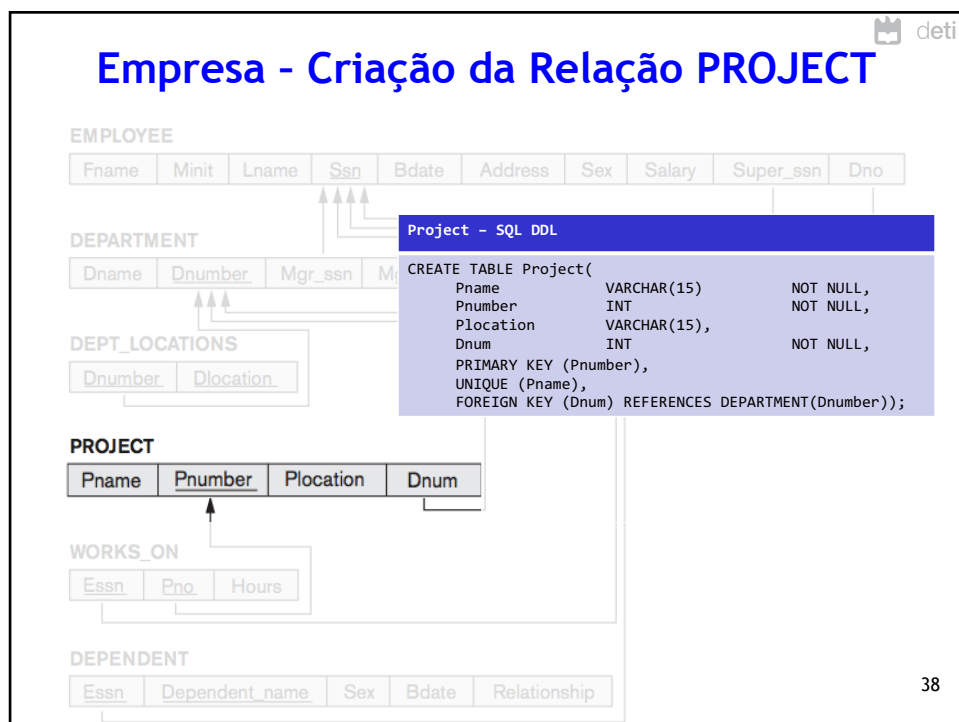 deti
Empresa – Criação da Relação PROJECT
EMPLOYEE
Fname Minit Lname Ssn Bdate Address Sex Salary Super_ssn Dno
Project – SQL DDL
DEPARTMENT
Dname Dnumber Mgr_ssn
CREATE TABLE Project(
Pname VARCHAR(15) NOT NULL,
Pnumber INT NOT NULL,
Plocation VARCHAR(15),
Dnum INT NOT NULL,
PRIMARY KEY (Pnumber),
UNIQUE (Pname),
FOREIGN KEY (Dnum) REFERENCES DEPARTMENT(Dnumber));
DEPT_LOCATIONS
Dnumber Dlocation
PROJECT
Pname Pnumber Plocation Dnum
WORKS_ON
Essn Pno Hours
DEPENDENT
Essn Dependent_name Sex Bdate Relationship
38